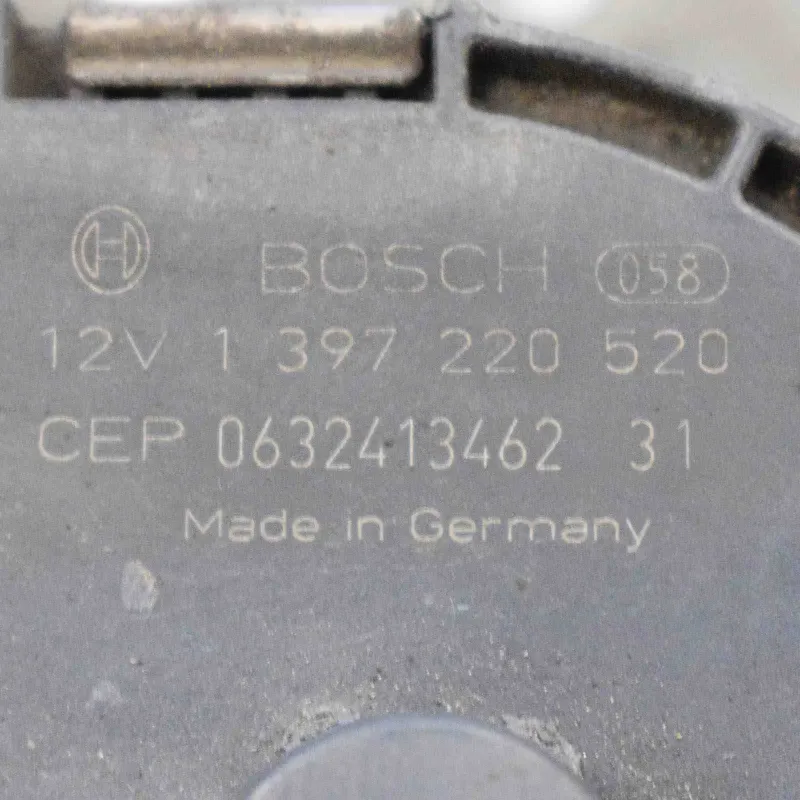 BOSCH 058
12V 1 397 220 520
CEP 0632413462 31
Made in Germany